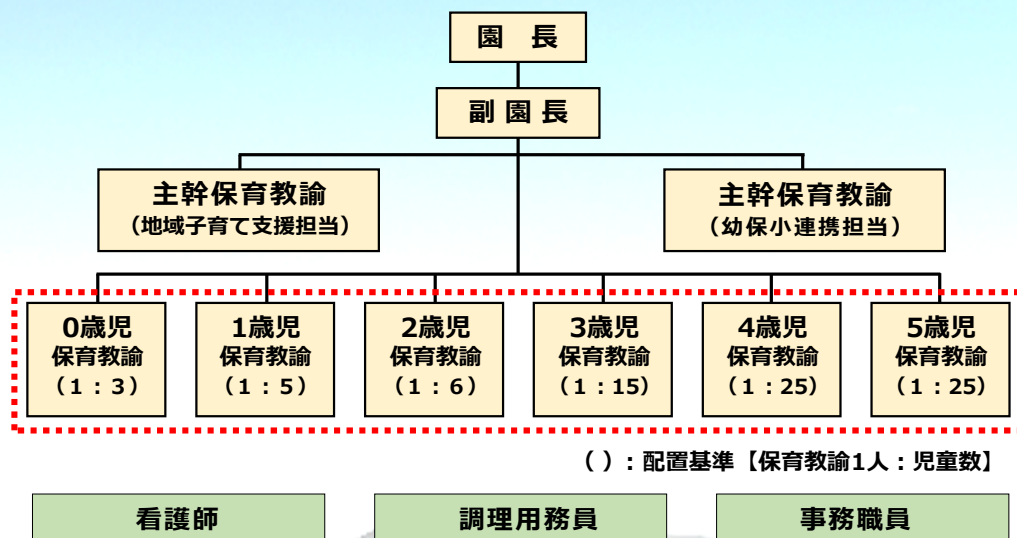 園　長
副園長
主幹保育教諭
（地域子育て支援担当）
主幹保育教諭
（幼保小連携担当）
0歳児
保育教諭
（1：3）
1歳児
保育教諭
（1：5）
2歳児
保育教諭
（1：6）
3歳児
保育教諭
（1：15）
4歳児
保育教諭
（1：25）
5歳児
保育教諭
（1：25）
（ ）：配置基準【保育教諭1人：児童数】
看護師
調理用務員
事務職員